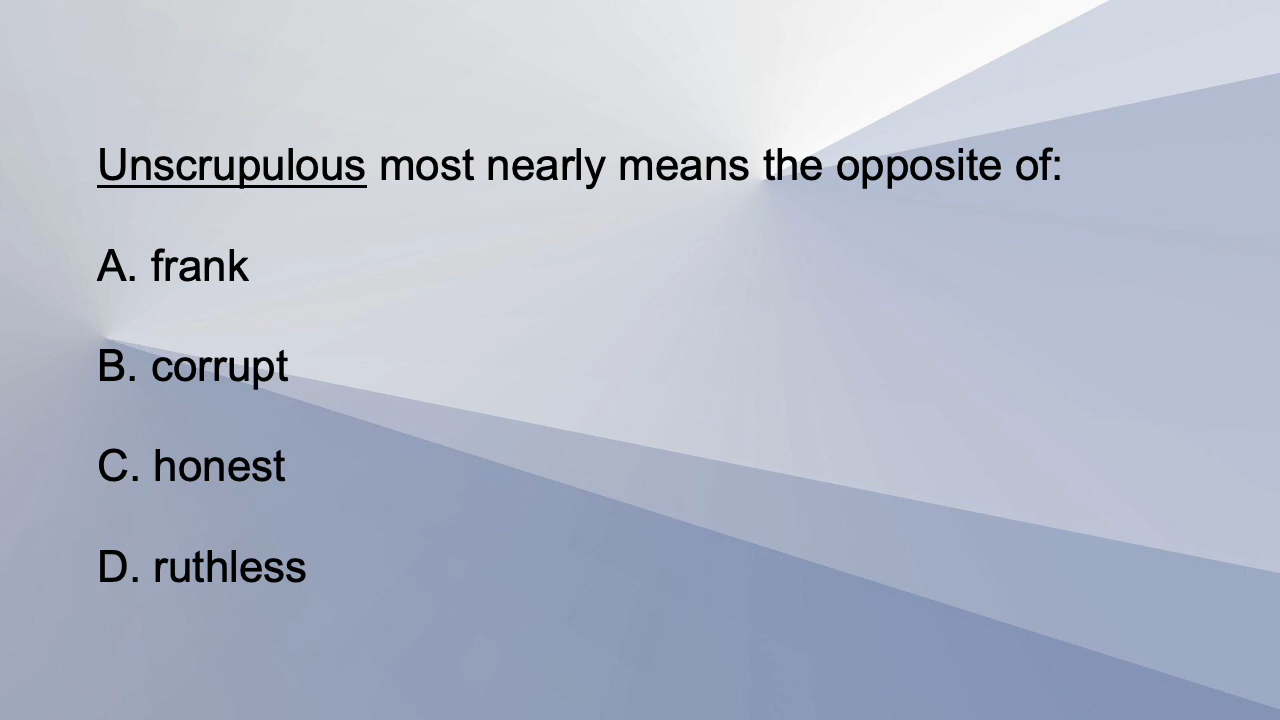 Unscrupulous most nearly means the opposite of:
A. frank
B. corrupt
C. honest
D. ruthless